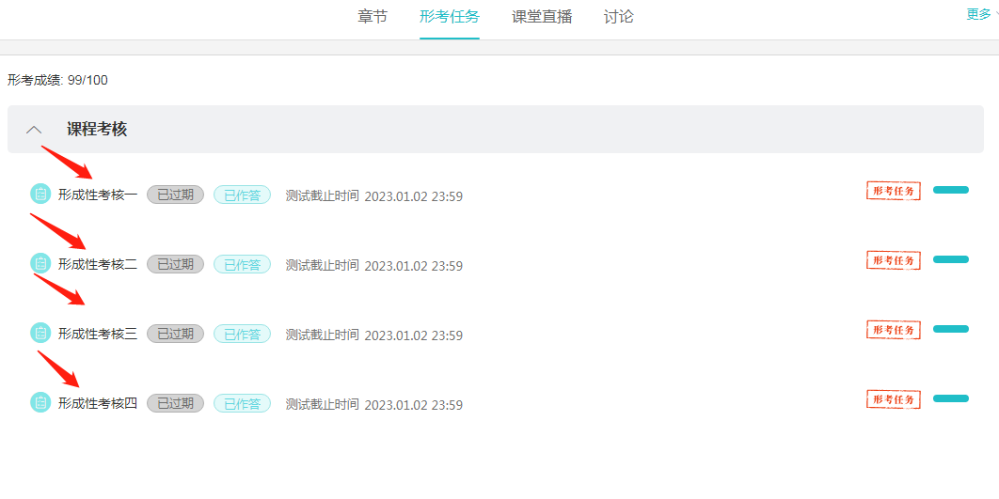 章节 形考任务 课堂直播 讨论 更多
形考成绩: 99/100
课程考核
形成性考核一 已过期 已作答 测试截止时间 2023.01.02 23:59 形考任务
形成性考核二 已过期 已作答 测试截止时间 2023.01.02 23:59 形考任务
形成性考核三 已过期 已作答 测试截止时间 2023.01.02 23:59 形考任务
形成性考核四 已过期 已作答 测试截止时间 2023.01.02 23:59 形考任务